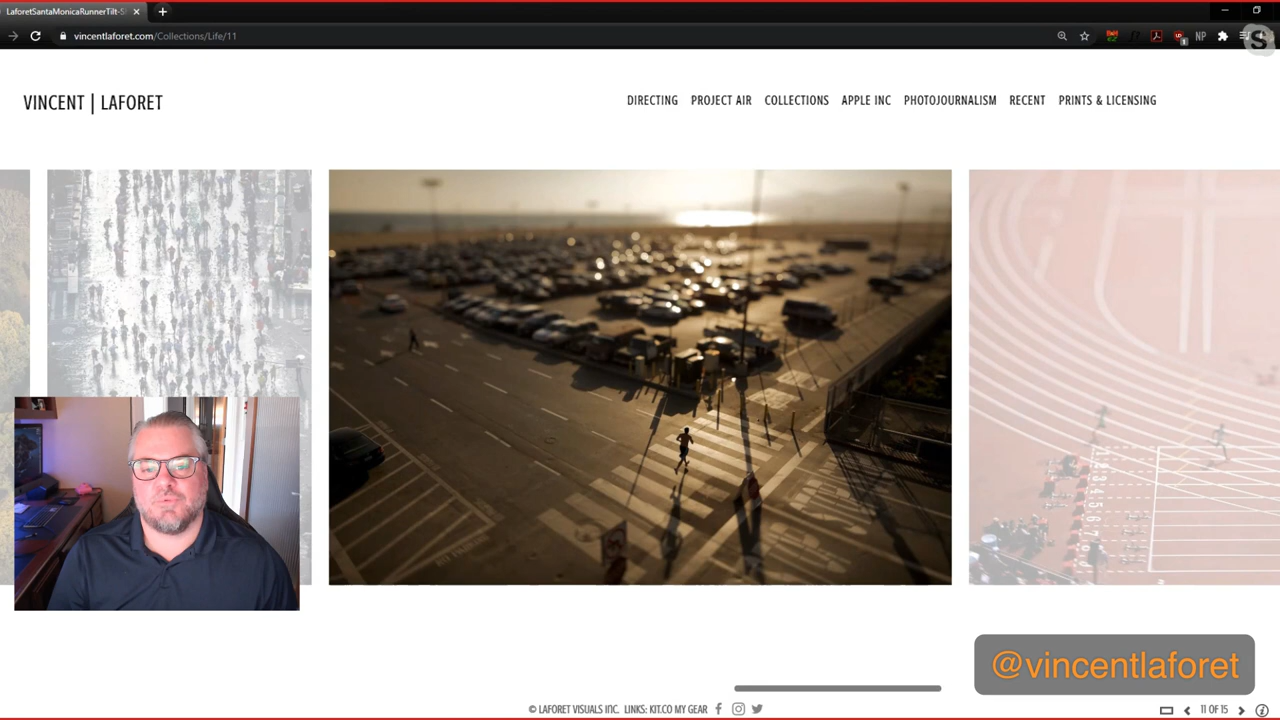 LaforetSantaMonicaRunnerTilt-S
vincentlaforet.com/Collections/Life/11
NP
VINCENT | LAFORET
DIRECTING PROJECT AIR COLLECTIONS APPLE INC PHOTOJOURNALISM RECENT PRINTS & LICENSING
@vincentlaforet
© LAFORET VISUALS INC. LINKS: KIT.CO MY GEAR
11 OF 15